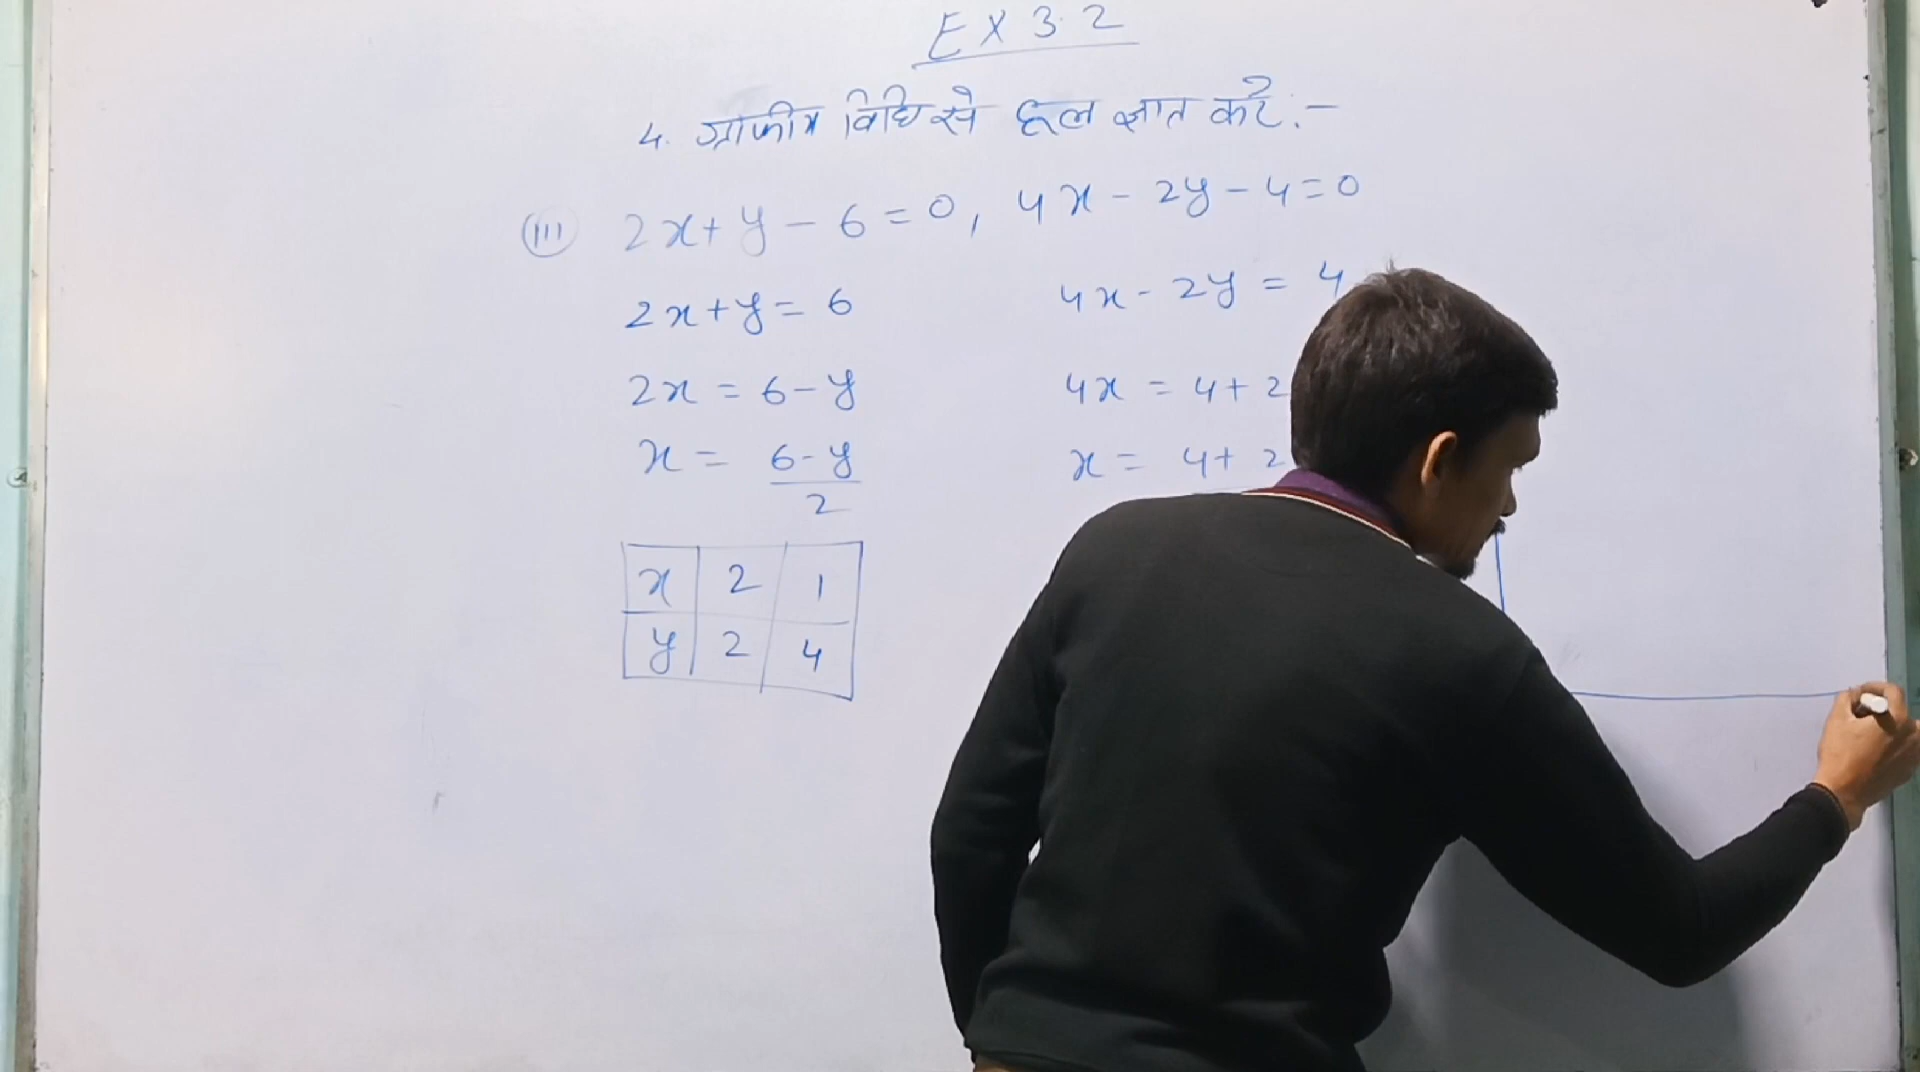 EX 3.2
4. ग्राफीय विधि से हल ज्ञात करें :-
(iii) 2x + y - 6 = 0, 4x - 2y - 4 = 0
2x + y = 6
4x - 2y = 4
2x = 6 - y
4x = 4 + 2
x = 6 - y
2
x = 4 + 2
x 2 1
y 2 4